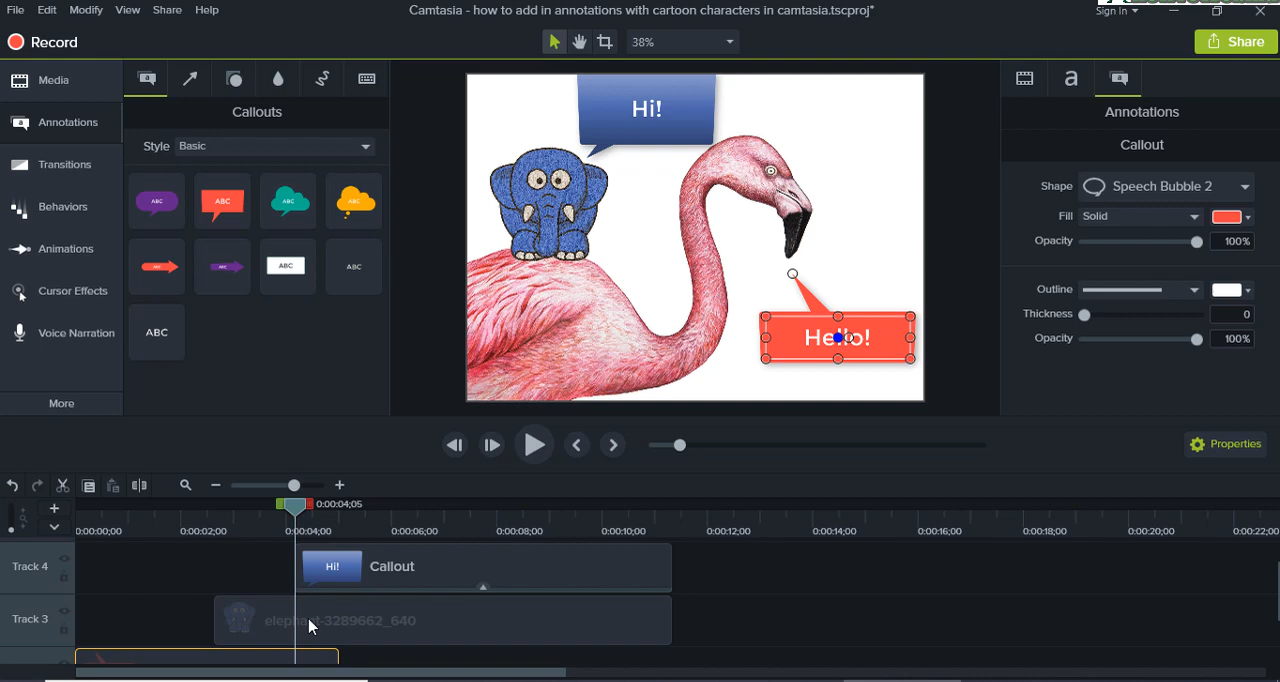 File Edit Modify View Share Help Camtasia - how to add in annotations with cartoon characters in camtasia.tscproj* Sign In
Record 38% Share
Media
Annotations
Transitions
Behaviors
Animations
Cursor Effects
Voice Narration
More
Callouts
Style Basic
ABC ABC ABC ABC
ABC ABC ABC ABC
ABC
Hi!
Hello!
Annotations
Callout
Shape Speech Bubble 2
Fill Solid
Opacity 100%
Outline
Thickness 0
Opacity 100%
Properties
0:00:04;05
0:00:00;00 0:00:02;00 0:00:04;00 0:00:06;00 0:00:08;00 0:00:10;00 0:00:12;00 0:00:14;00 0:00:16;00 0:00:18;00 0:00:20;00 0:00:22;00
Track 4 Hi! Callout
Track 3 elephant-3289662_640